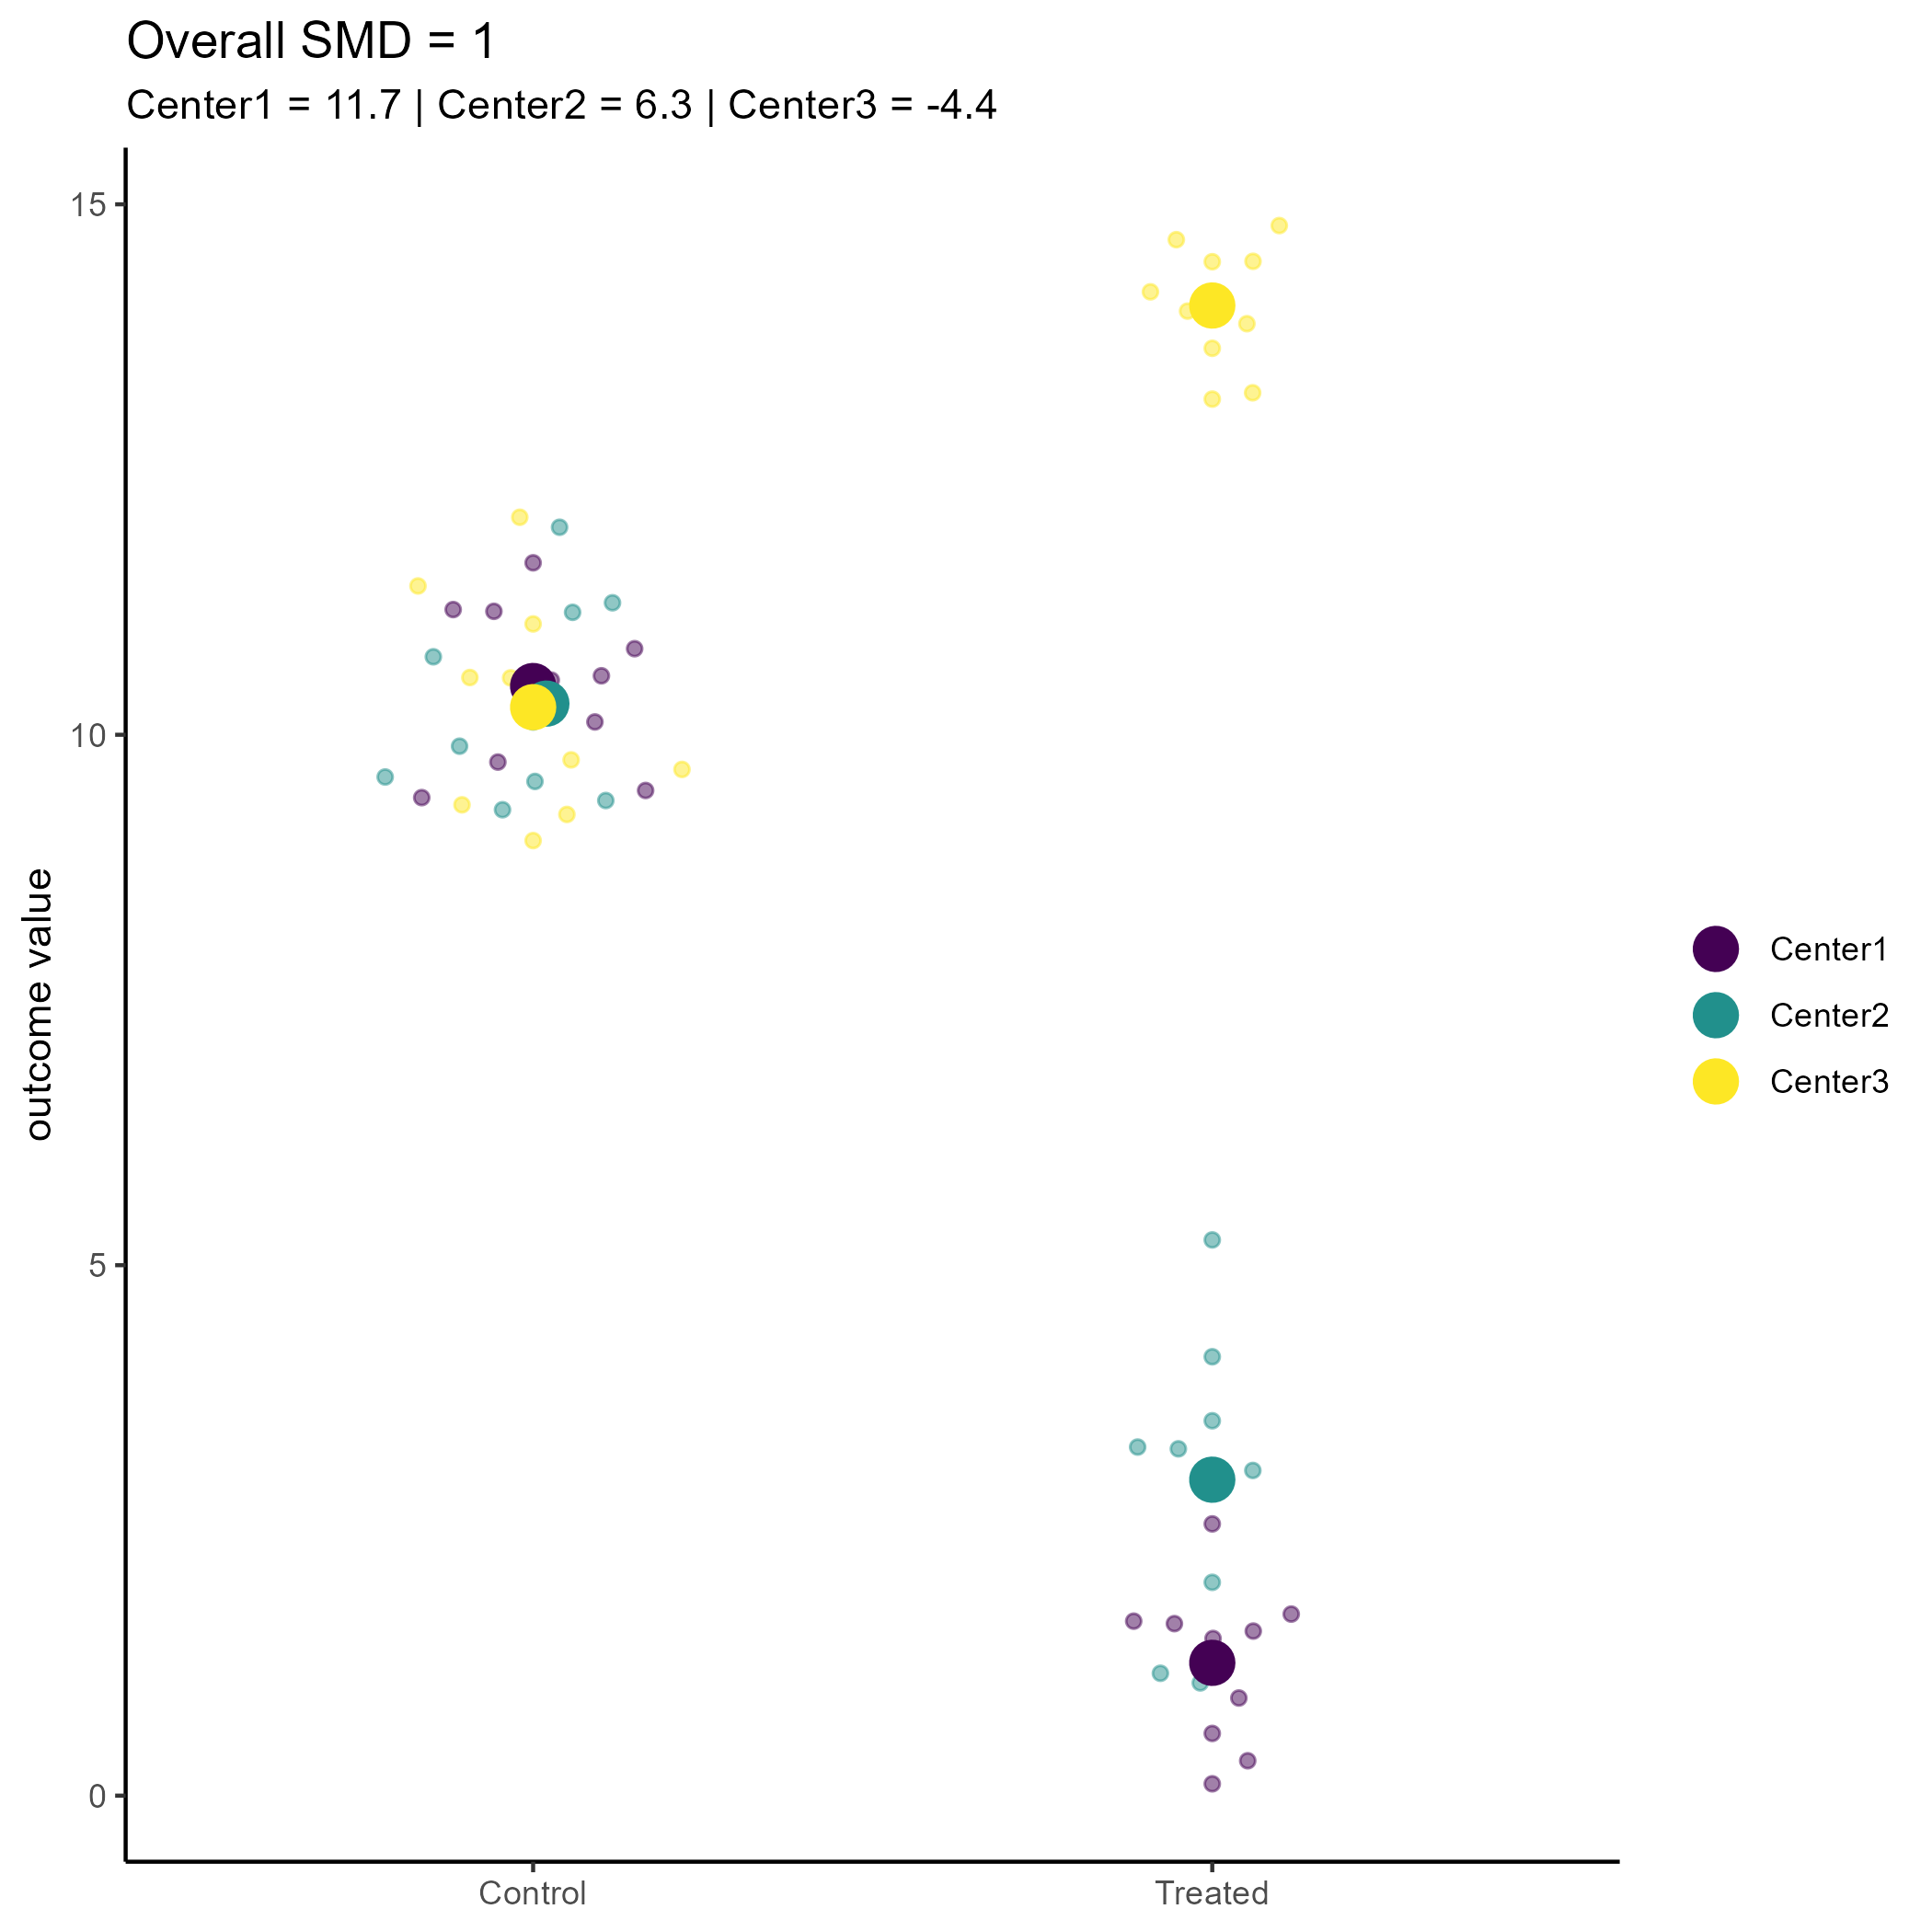 Overall SMD = 1
Center1 = 11.7 | Center2 = 6.3 | Center3 = -4.4
15
10
5
0
outcome value
Control
Treated
Center1
Center2
Center3